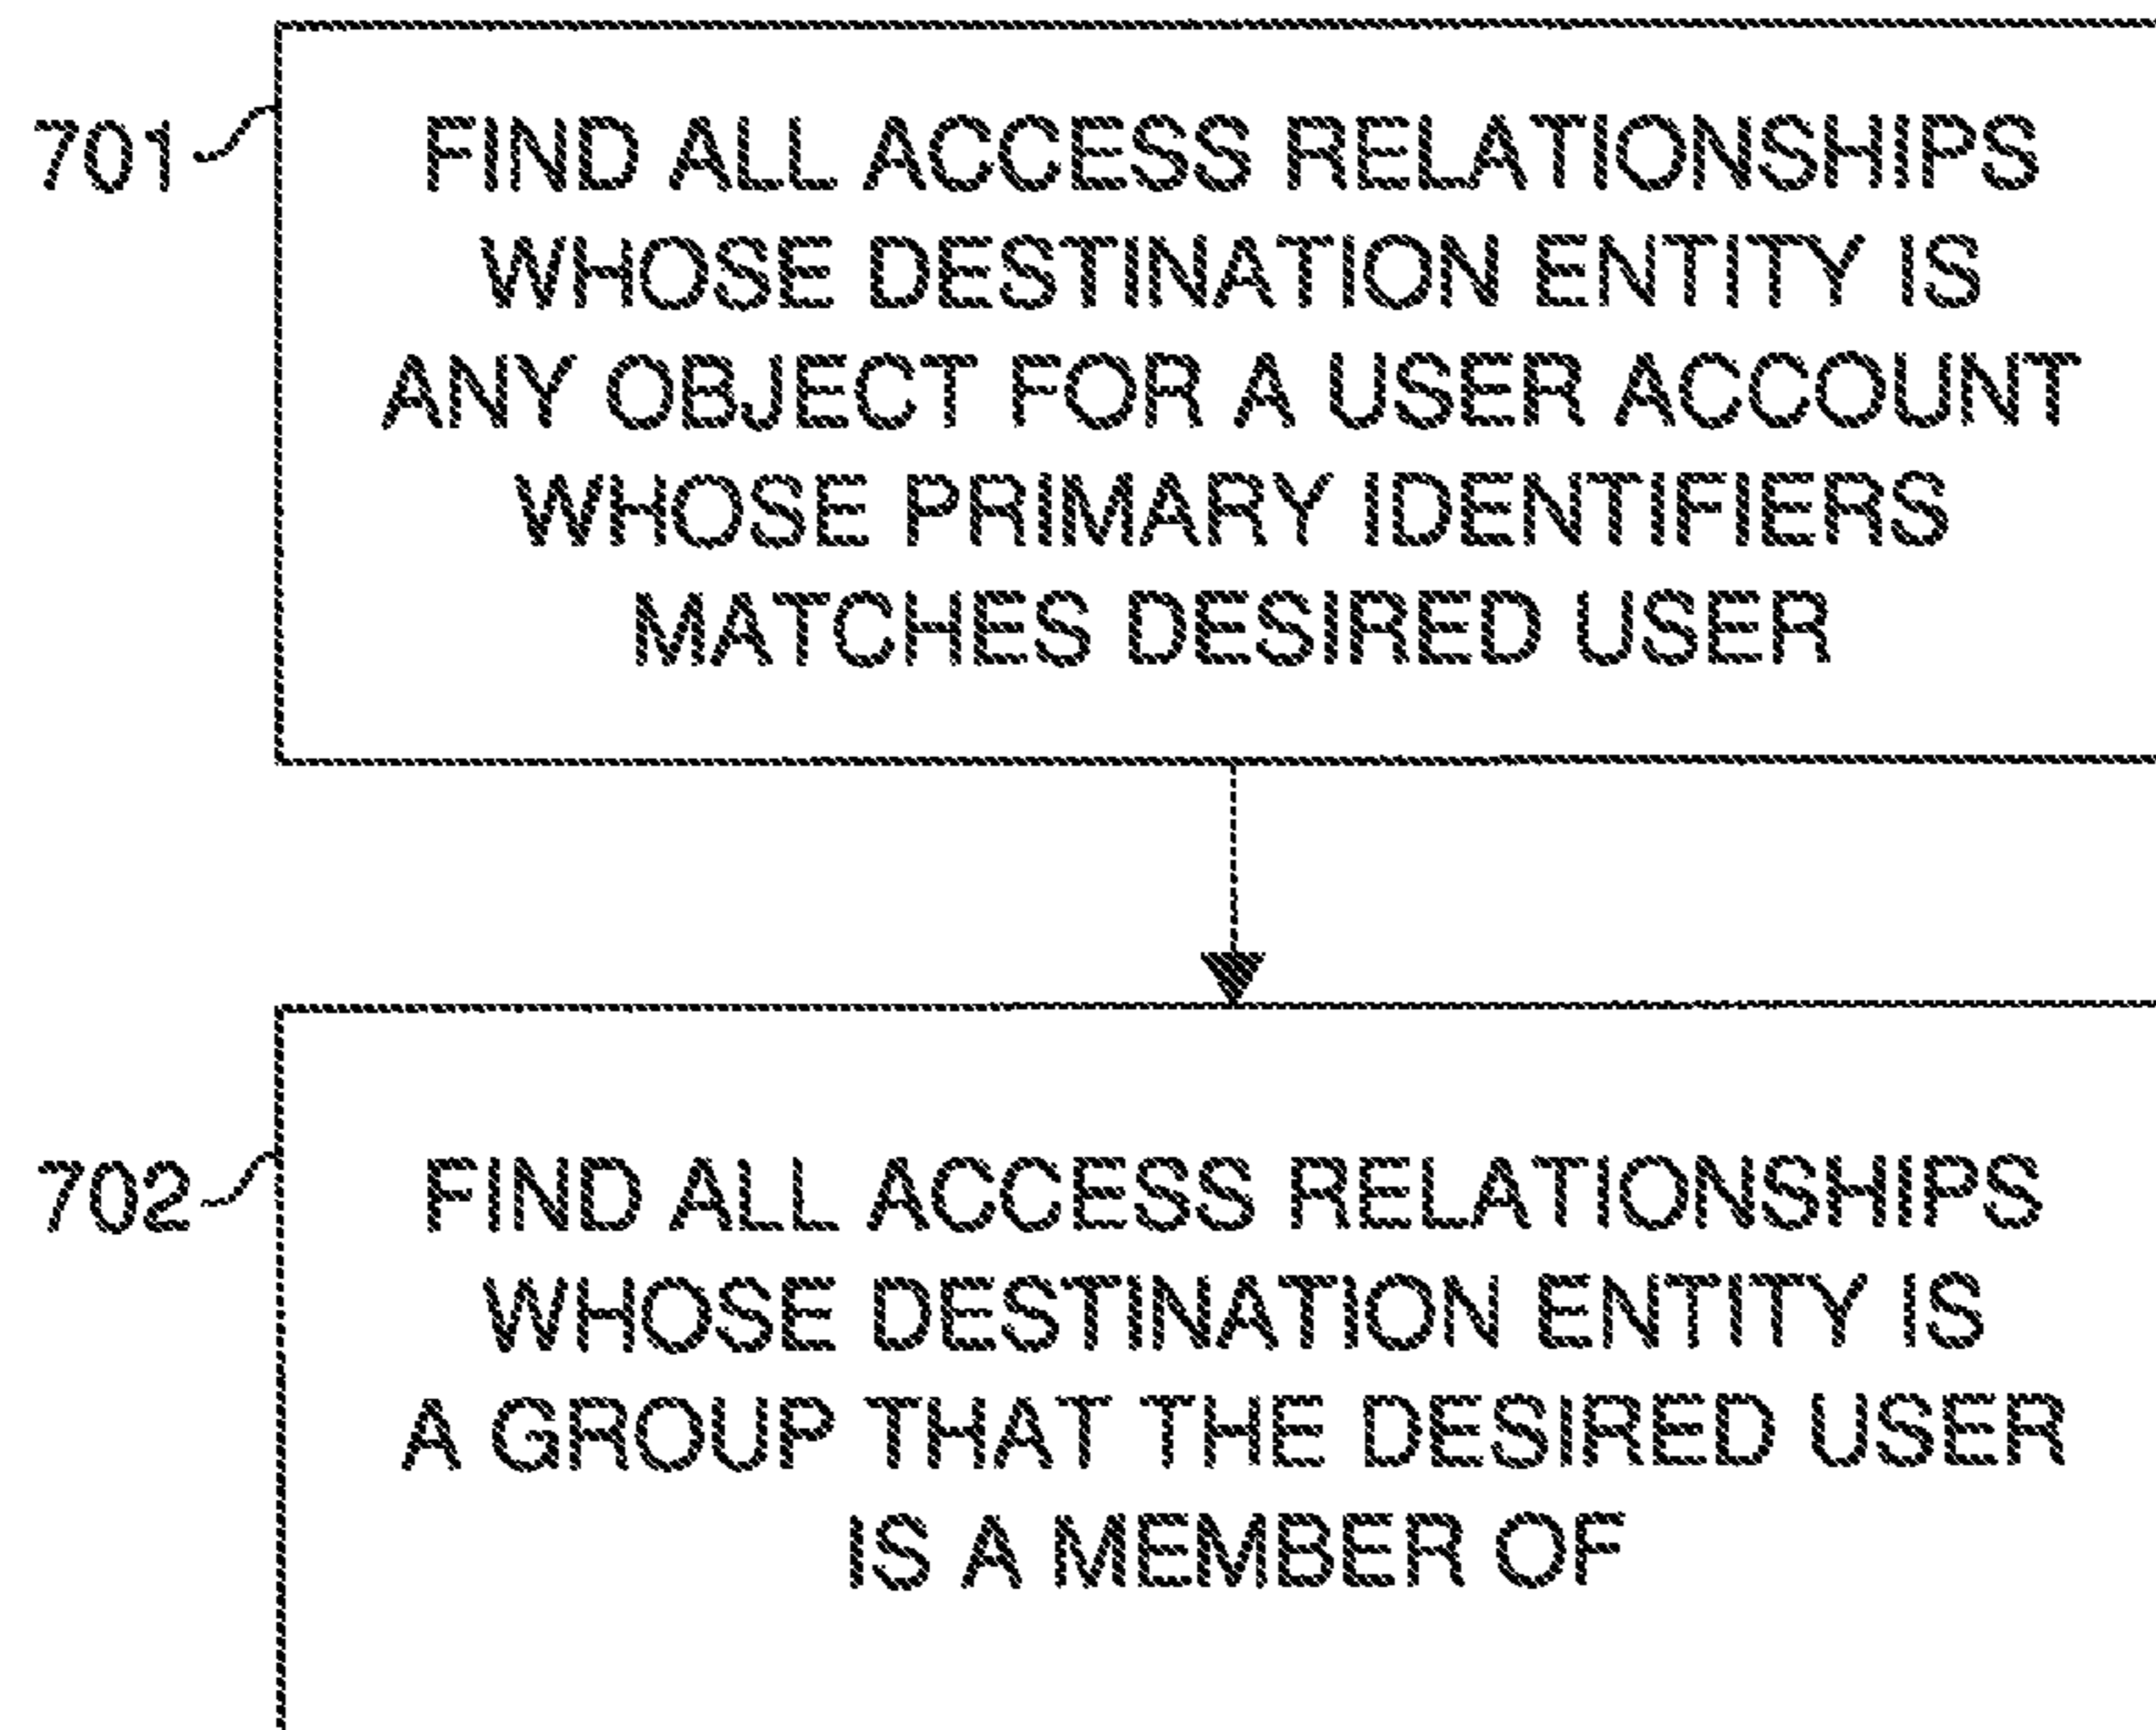 701
FIND ALL ACCESS RELATIONSHIPS
WHOSE DESTINATION ENTITY IS
ANY OBJECT FOR A USER ACCOUNT
WHOSE PRIMARY IDENTIFIERS
MATCHES DESIRED USER
702
FIND ALL ACCESS RELATIONSHIPS
WHOSE DESTINATION ENTITY IS
A GROUP THAT THE DESIRED USER
IS A MEMBER OF